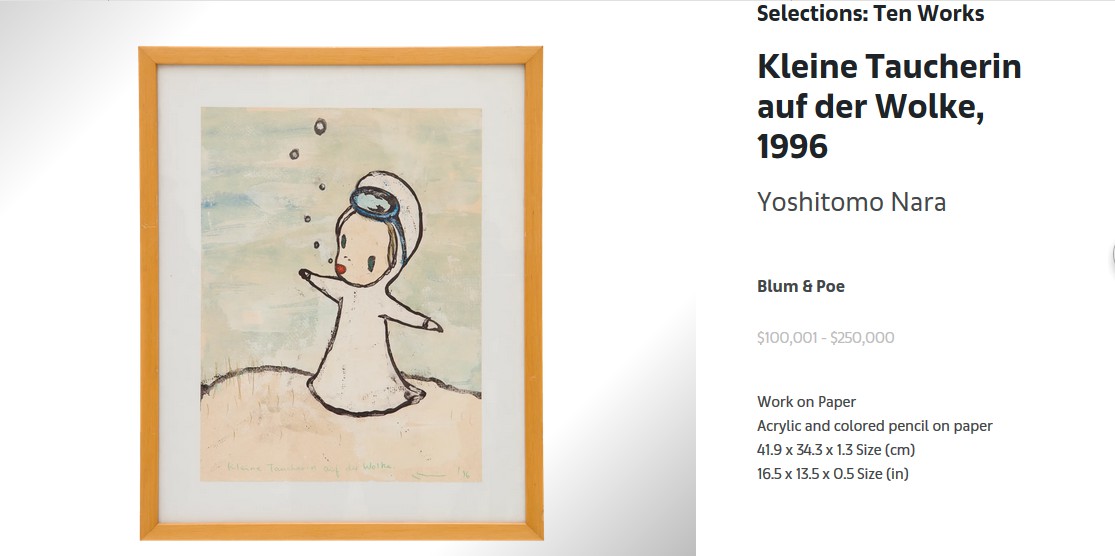 Selections: Ten Works
Kleine Taucherin
auf der Wolke,
1996
Yoshitomo Nara
Blum & Poe
$100,001 - $250,000
Work on Paper
Acrylic and colored pencil on paper
41.9 x 34.3 x 1.3 Size (cm)
16.5 x 13.5 x 0.5 Size (in)
Kleine Taucherin auf der Wolke
'96